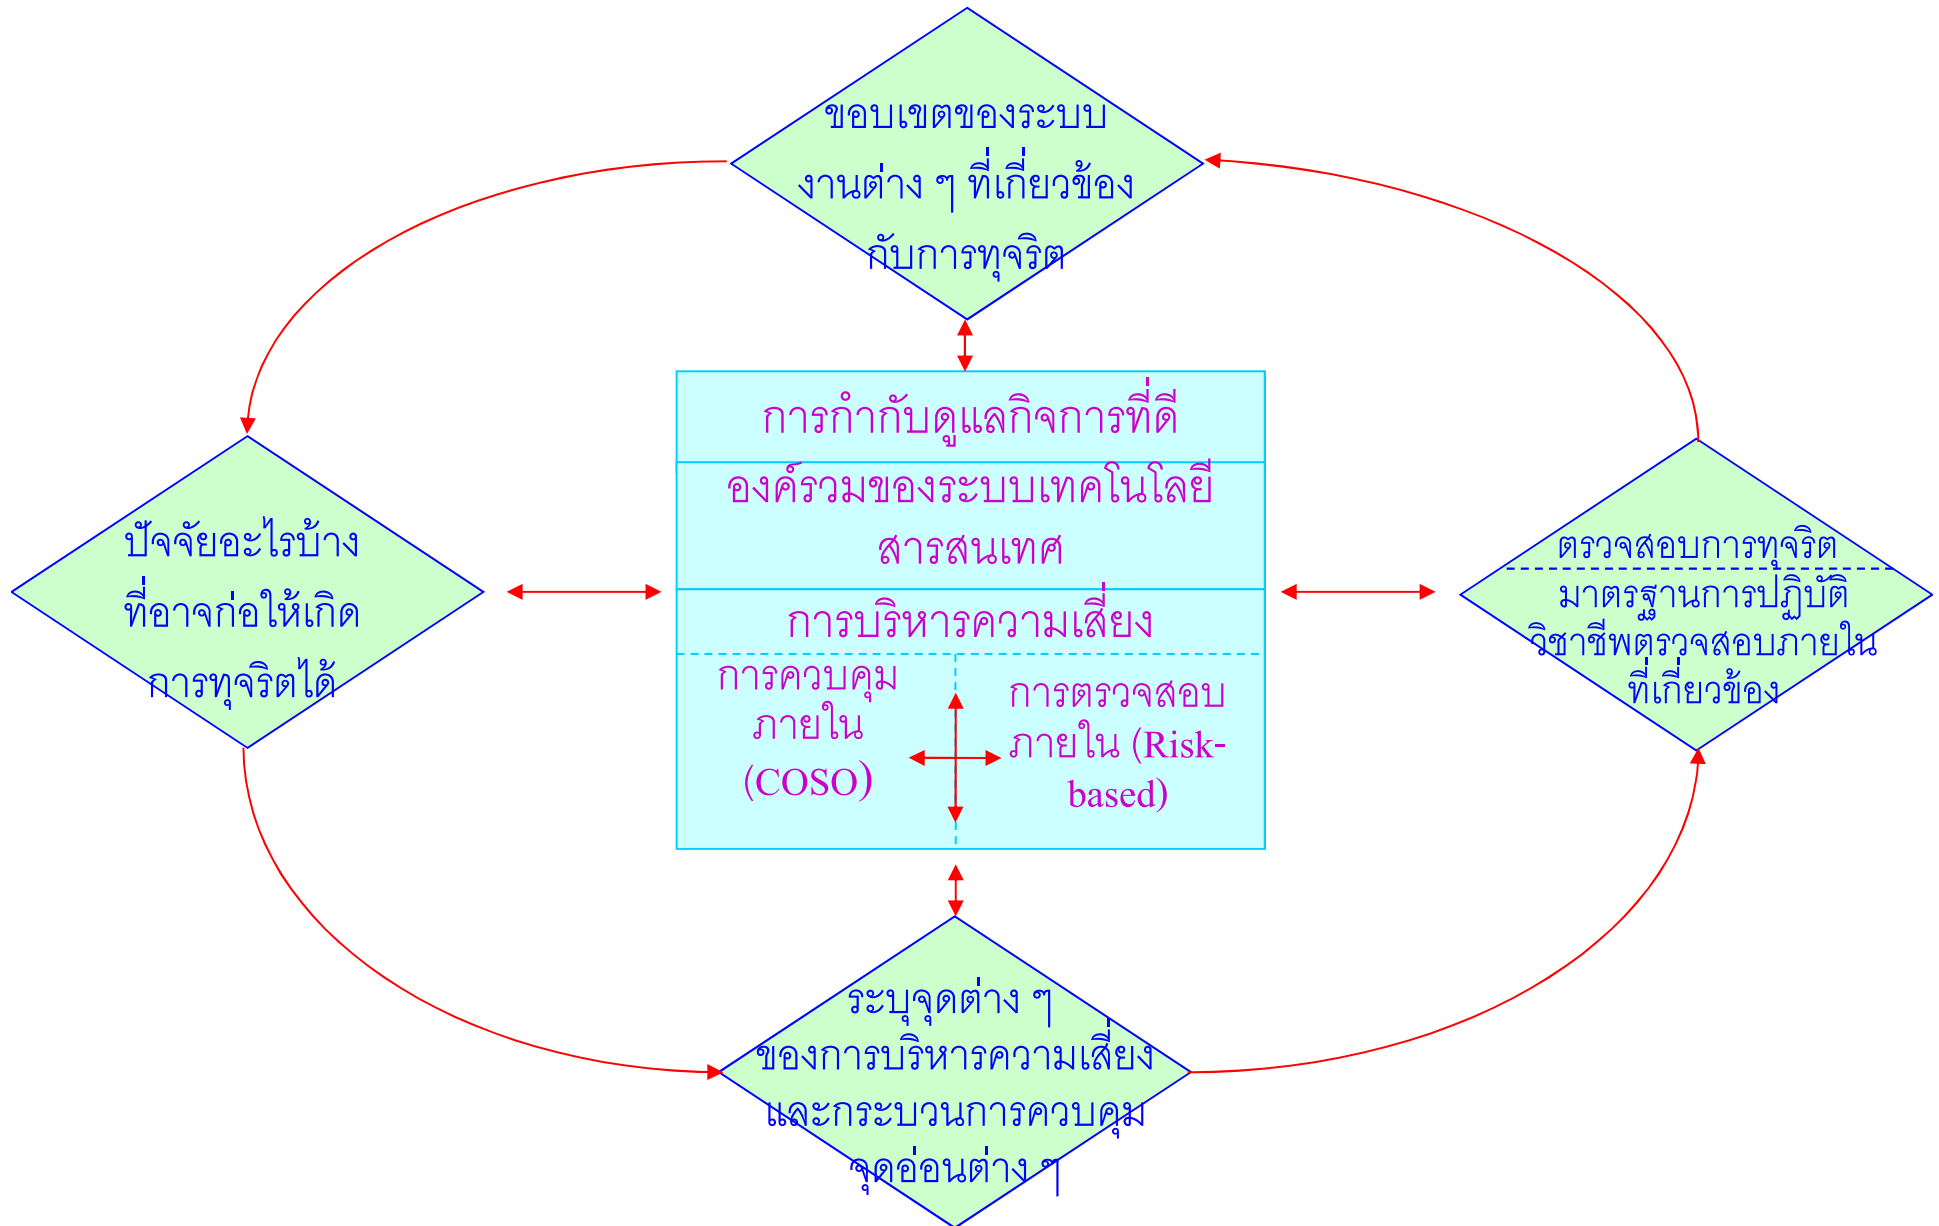 ขอบเขตของระบบ
งานต่าง ๆ ที่เกี่ยวข้อง
กับการทุจริต
การกำกับดูแลกิจการที่ดี
องค์รวมของระบบเทคโนโลยี
สารสนเทศ
การบริหารความเสี่ยง
การควบคุม
ภายใน
(COSO)
การตรวจสอบ
ภายใน (Risk-
based)
ปัจจัยอะไรบ้าง
ที่อาจก่อให้เกิด
การทุจริตได้
ตรวจสอบการทุจริต
มาตรฐานการปฏิบัติ
วิชาชีพตรวจสอบภายใน
ที่เกี่ยวข้อง
ระบุจุดต่าง ๆ
ของการบริหารความเสี่ยง
และกระบวนการควบคุม
จุดอ่อนต่าง ๆ